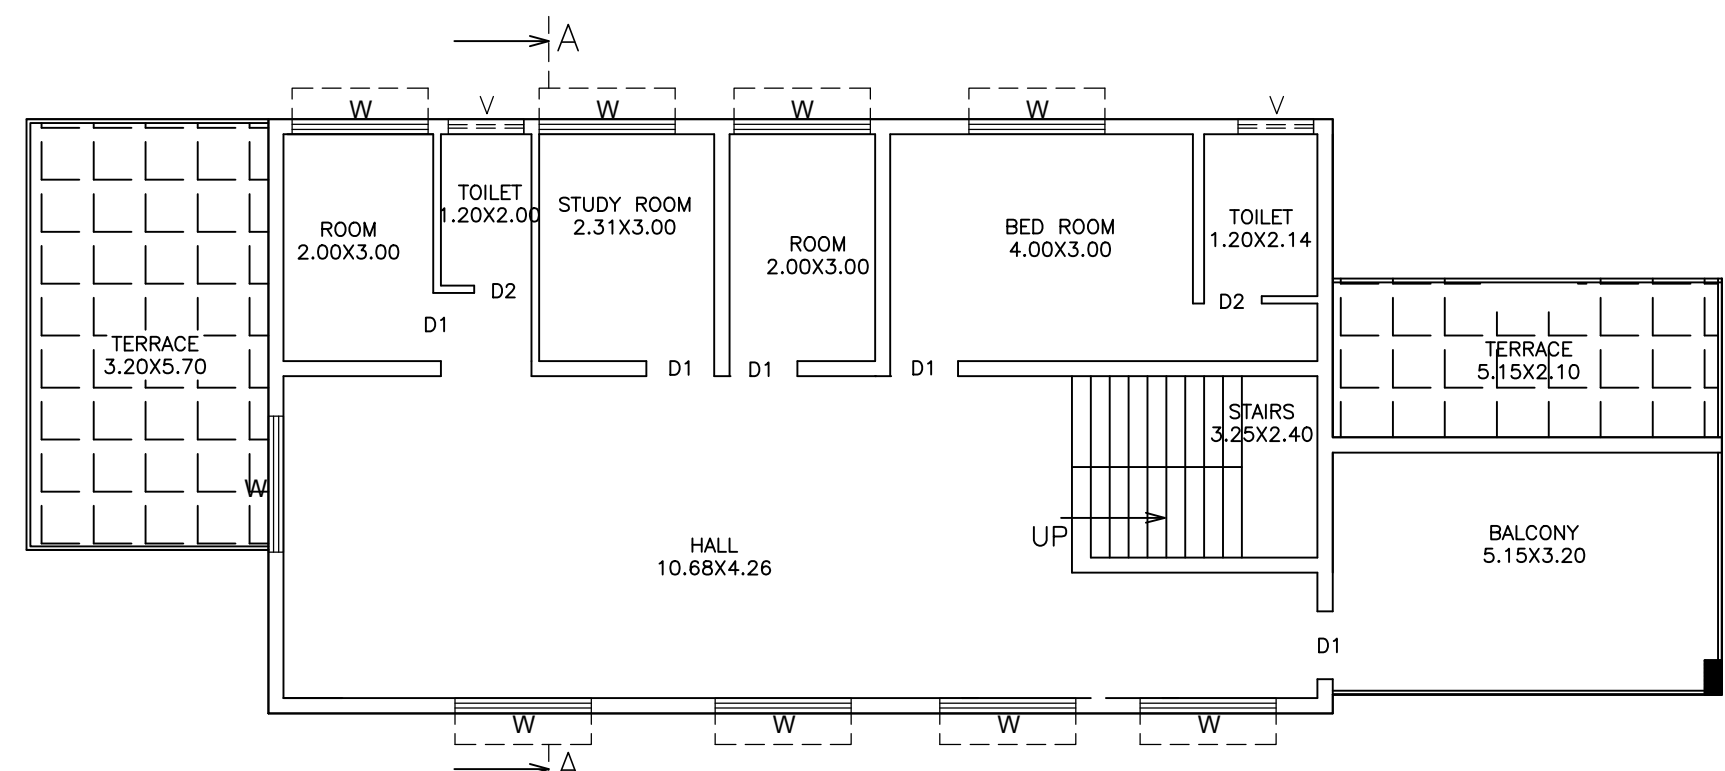 A
W
V
W
W
W
V
TOILET
1.20X2.00
STUDY ROOM
2.31X3.00
ROOM
2.00X3.00
ROOM
2.00X3.00
BED ROOM
4.00X3.00
TOILET
1.20X2.14
D2
D2
D1
TERRACE
3.20X5.70
D1
D1
D1
TERRACE
5.15X2.10
STAIRS
3.25X2.40
W
UP
HALL
10.68X4.26
BALCONY
5.15X3.20
D1
W
W
W
W
A